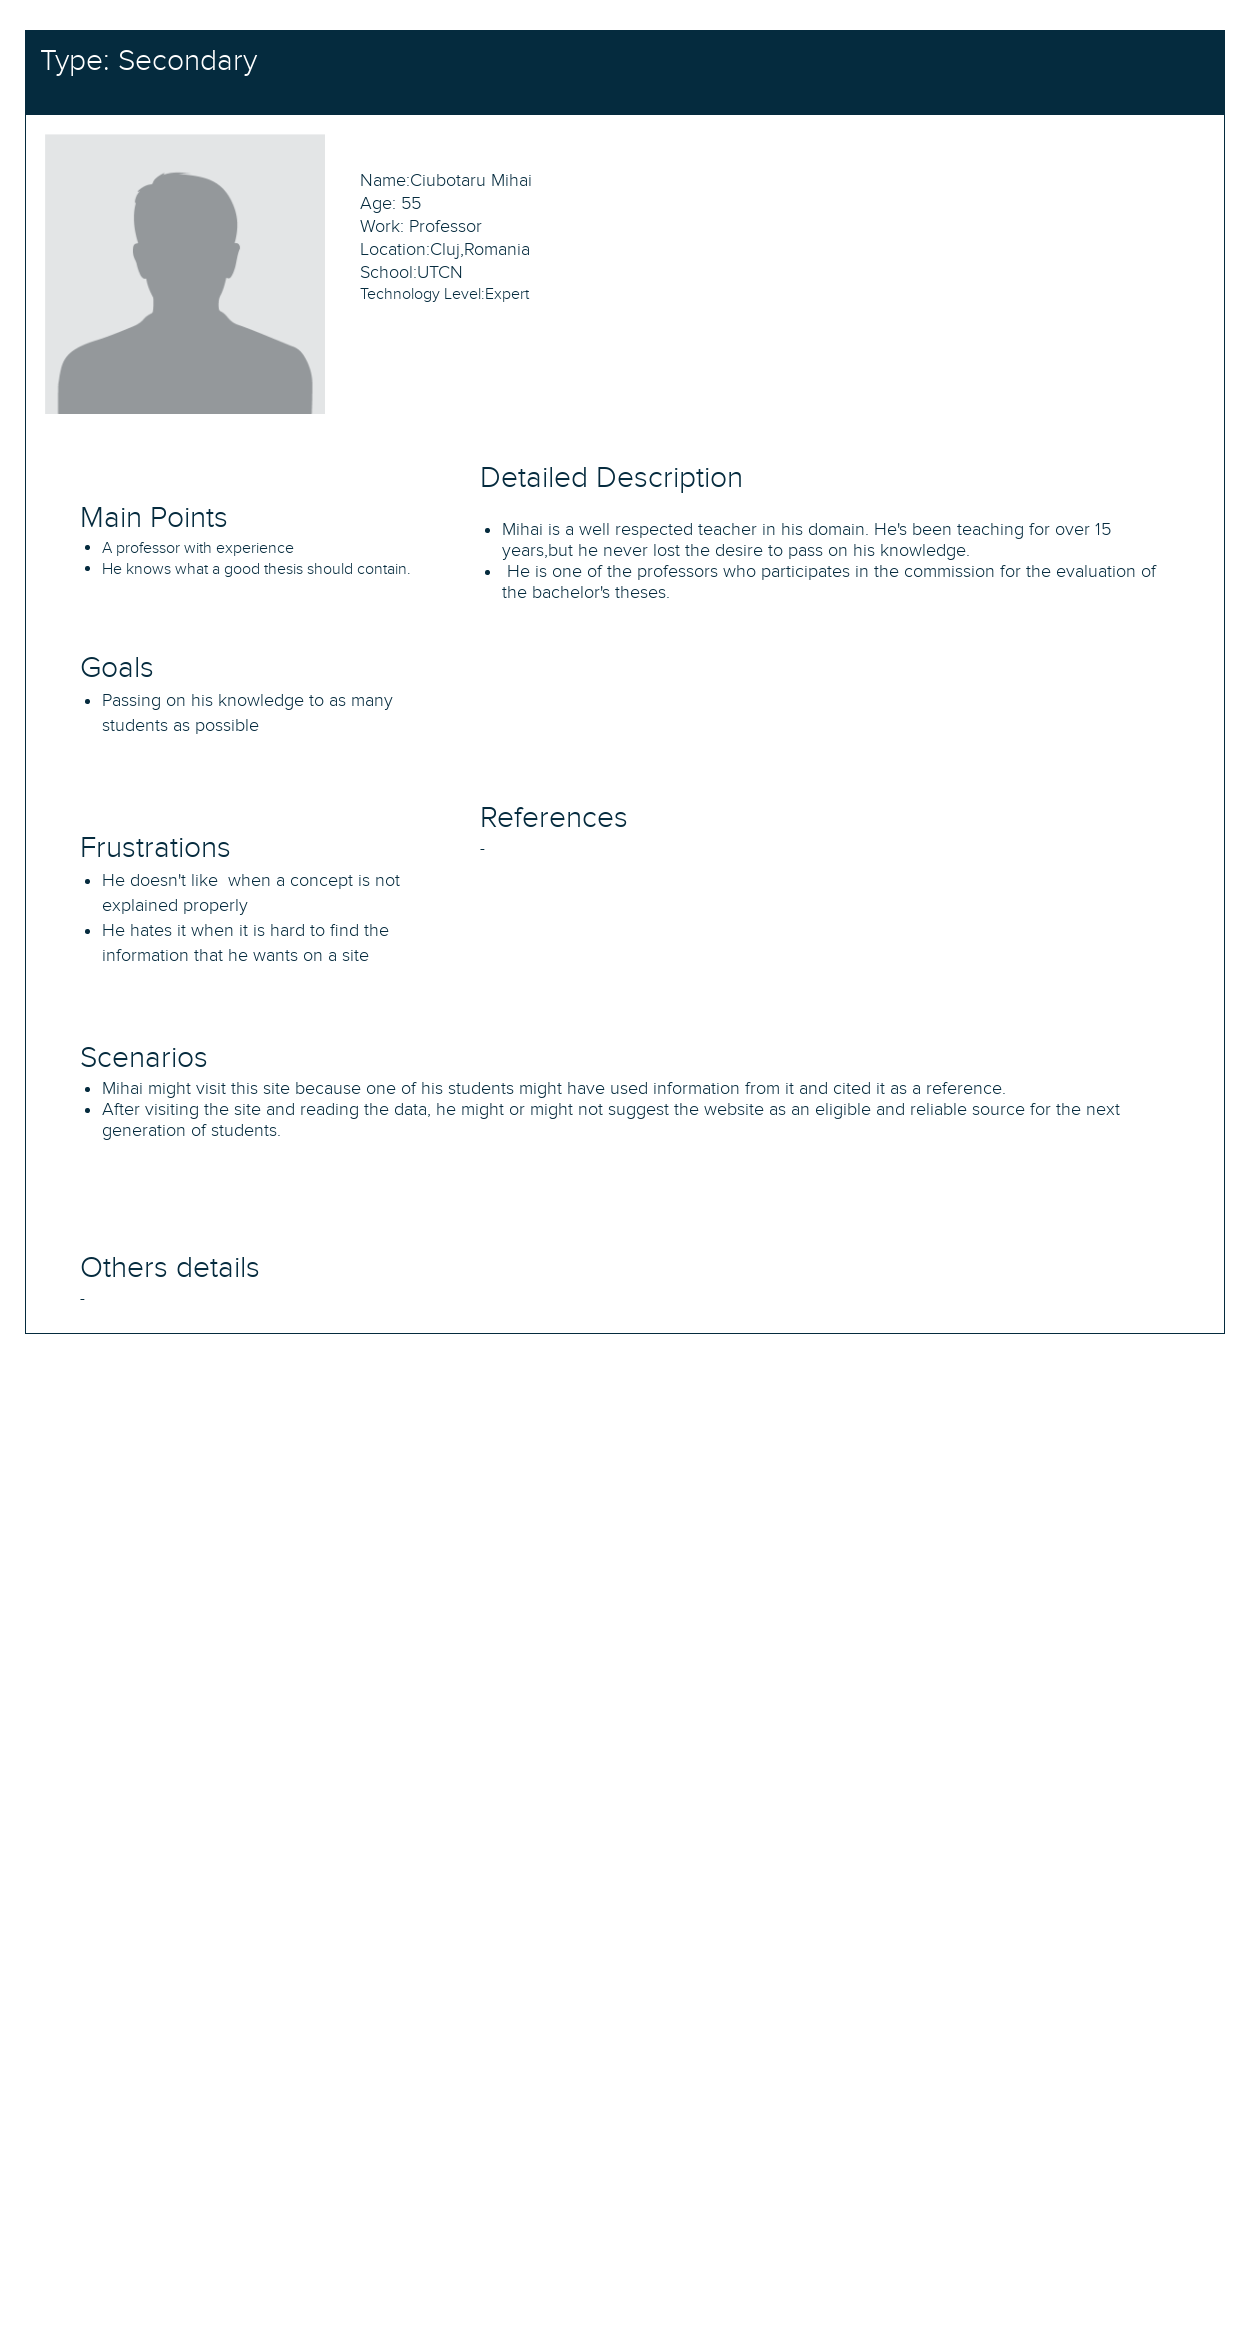 Type: Secondary
Name:Ciubotaru Mihai
Age: 55
Work: Professor
Location:Cluj,Romania
School:UTCN
Technology Level:Expert
Main Points
• A professor with experience
• He knows what a good thesis should contain.
Detailed Description
• Mihai is a well respected teacher in his domain. He's been teaching for over 15
years,but he never lost the desire to pass on his knowledge.
• He is one of the professors who participates in the commission for the evaluation of
the bachelor's theses.
Goals
• Passing on his knowledge to as many
students as possible
References
-
Frustrations
• He doesn't like  when a concept is not
explained properly
• He hates it when it is hard to find the
information that he wants on a site
Scenarios
• Mihai might visit this site because one of his students might have used information from it and cited it as a reference.
• After visiting the site and reading the data, he might or might not suggest the website as an eligible and reliable source for the next
generation of students.
Others details
-